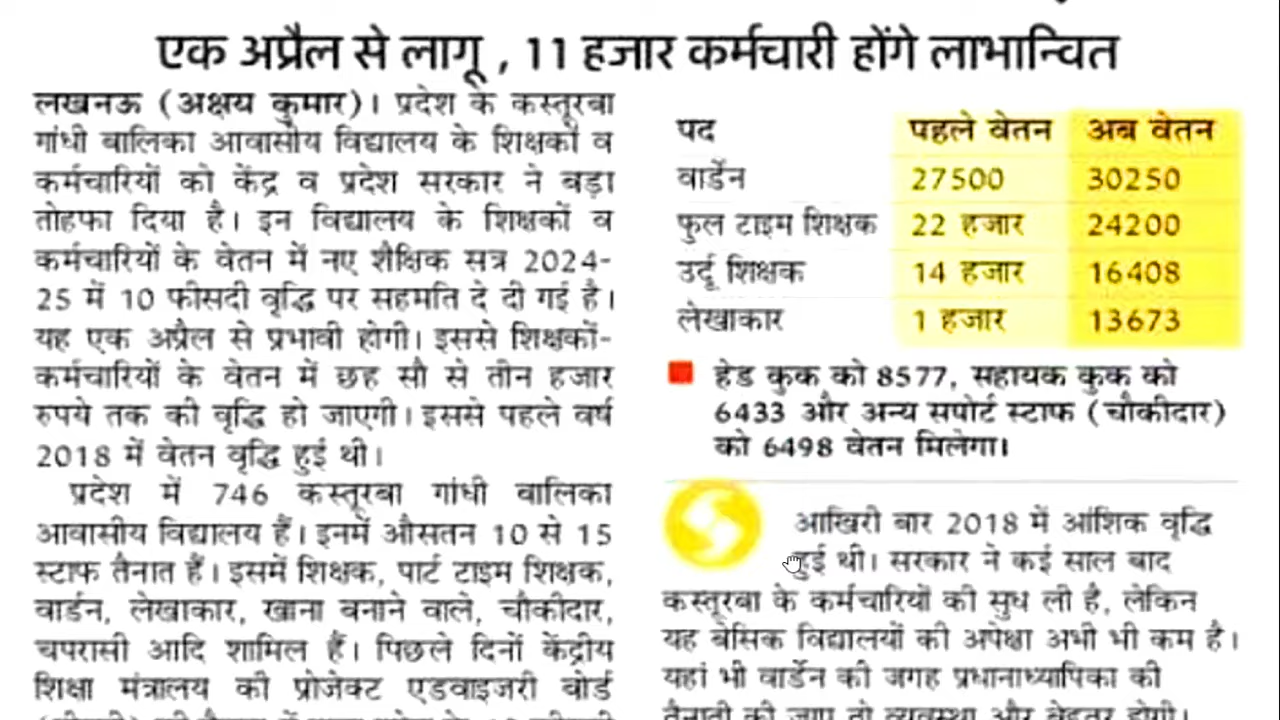 एक अप्रैल से लागू , 11 हजार कर्मचारी होंगे लाभान्वित
लखनऊ (अक्षय कुमार)। प्रदेश के कस्तूरबा
गांधी बालिका आवासीय विद्यालय के शिक्षकों व
कर्मचारियों को केंद्र व प्रदेश सरकार ने बड़ा
तोहफा दिया है। इन विद्यालय के शिक्षकों व
कर्मचारियों के वेतन में नए शैक्षिक सत्र 2024-
25 में 10 फीसदी वृद्धि पर सहमति दे दी गई है।
यह एक अप्रैल से प्रभावी होगी। इससे शिक्षकों-
कर्मचारियों के वेतन में छह सौ से तीन हजार
रुपये तक की वृद्धि हो जाएगी। इससे पहले वर्ष
2018 में वेतन वृद्धि हुई थी।
प्रदेश में 746 कस्तूरबा गांधी बालिका
आवासीय विद्यालय हैं। इनमें औसतन 10 से 15
स्टाफ तैनात हैं। इसमें शिक्षक, पार्ट टाइम शिक्षक,
वार्डन, लेखाकार, खाना बनाने वाले, चौकीदार,
चपरासी आदि शामिल हैं। पिछले दिनों केंद्रीय
शिक्षा मंत्रालय की प्रोजेक्ट एडवाइजरी बोर्ड
पद पहले वेतन अब वेतन
वार्डेन 27500 30250
फुल टाइम शिक्षक 22 हजार 24200
उर्दू शिक्षक 14 हजार 16408
लेखाकार 1 हजार 13673
हेड कुक को 8577, सहायक कुक को
6433 और अन्य सपोर्ट स्टाफ (चौकीदार)
को 6498 वेतन मिलेगा।
आखिरी बार 2018 में आंशिक वृद्धि
हुई थी। सरकार ने कई साल बाद
कस्तूरबा के कर्मचारियों की सुध ली है, लेकिन
यह बेसिक विद्यालयों की अपेक्षा अभी भी कम है।
यहां भी वार्डेन की जगह प्रधानाध्यापिका की
तैनाती की जाए तो व्यवस्था और बेहतर होगी।